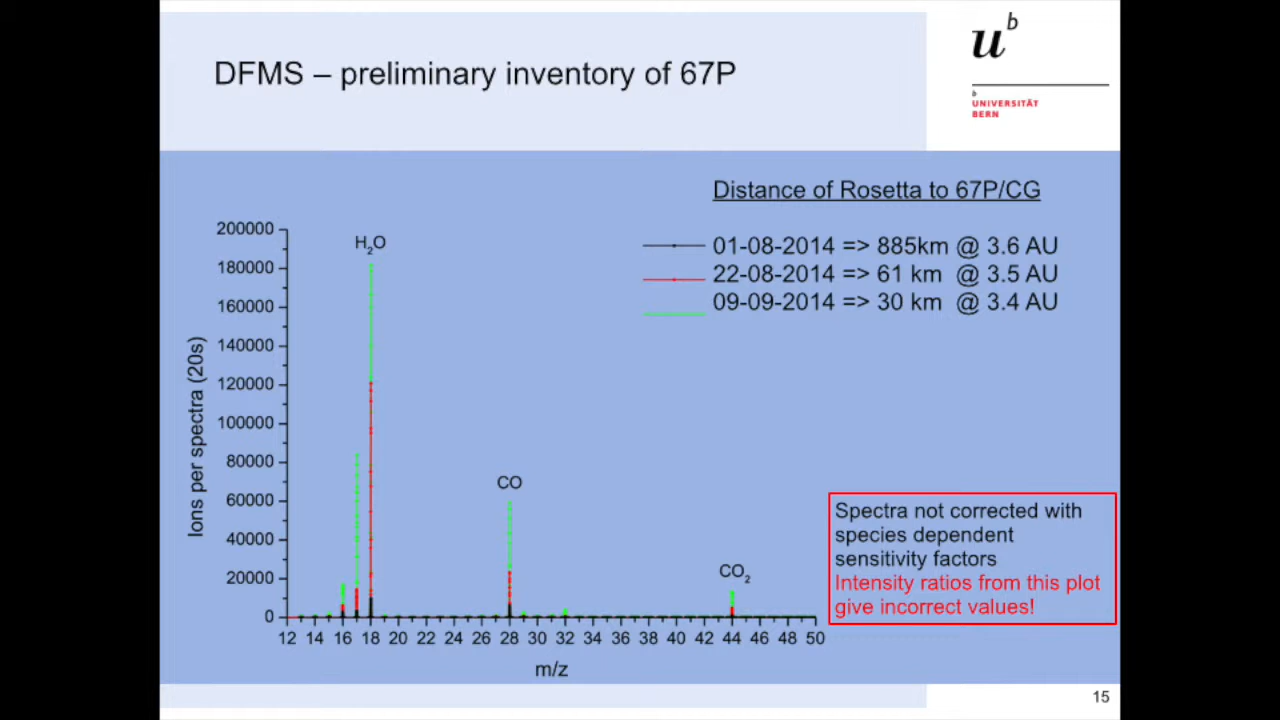 DFMS – preliminary inventory of 67P
u^b
b
UNIVERSITÄT
BERN
Distance of Rosetta to 67P/CG
01-08-2014 => 885km @ 3.6 AU
22-08-2014 => 61 km @ 3.5 AU
09-09-2014 => 30 km @ 3.4 AU
200000
180000
160000
140000
120000
100000
80000
60000
40000
20000
0
Ions per spectra (20s)
H₂O
CO
CO₂
12 14 16 18 20 22 24 26 28 30 32 34 36 38 40 42 44 46 48 50
m/z
Spectra not corrected with
species dependent
sensitivity factors
Intensity ratios from this plot
give incorrect values!
15